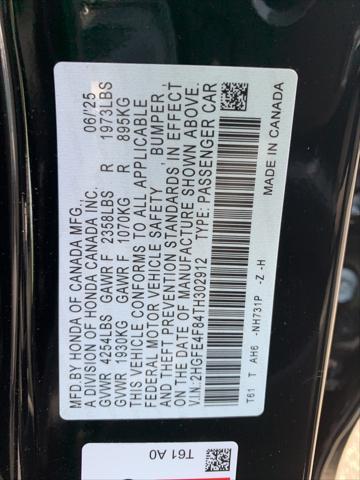 MFD.BY HONDA OF CANADA MFG., 06/25
A DIVISION OF HONDA CANADA INC.
GVWR 4254LBS GAWR F 2358LBS R 1973LBS
GVWR 1930KG GAWR F 1070KG R 895KG
THIS VEHICLE CONFORMS TO ALL APPLICABLE
FEDERAL MOTOR VEHICLE SAFETY , BUMPER ,
AND THEFT PREVENTION STANDARDS IN EFFECT
ON THE DATE OF MANUFACTURE SHOWN ABOVE.
V.I.N: 2HGFE4F84TH302912 TYPE: PASSENGER CAR
T61 T AH6 -NH731P -Z -H MADE IN CANADA
T61 A0